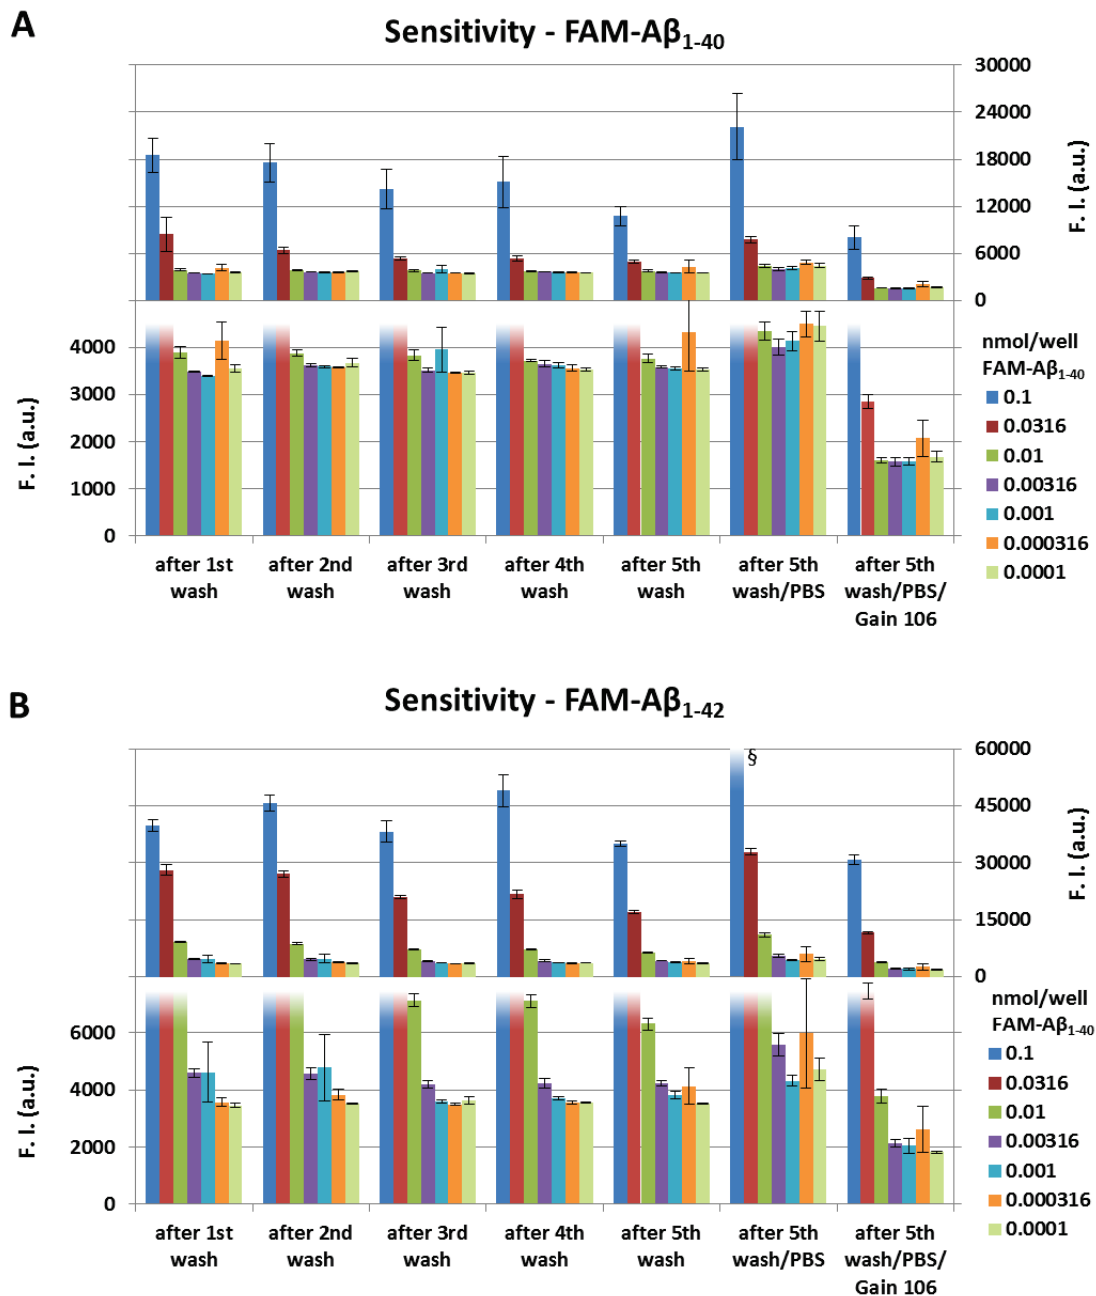 A
Sensitivity - FAM-Aβ1-40
30000
24000
18000
12000
6000
0
F. I. (a.u.)
4000
3000
2000
1000
0
F. I. (a.u.)
after 1st wash
after 2nd wash
after 3rd wash
after 4th wash
after 5th wash
after 5th wash/PBS
after 5th wash/PBS/ Gain 106
nmol/well
FAM-Aβ1-40
0.1
0.0316
0.01
0.00316
0.001
0.000316
0.0001
B
Sensitivity - FAM-Aβ1-42
§
60000
45000
30000
15000
0
F. I. (a.u.)
6000
4000
2000
0
F. I. (a.u.)
after 1st wash
after 2nd wash
after 3rd wash
after 4th wash
after 5th wash
after 5th wash/PBS
after 5th wash/PBS/ Gain 106
nmol/well
FAM-Aβ1-40
0.1
0.0316
0.01
0.00316
0.001
0.000316
0.0001